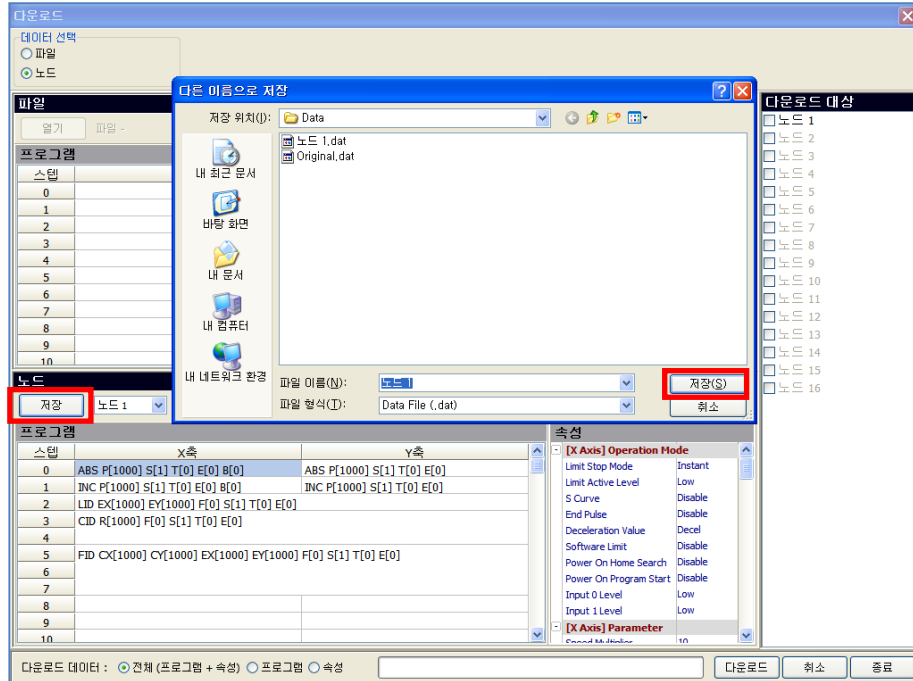 다운로드
데이터 선택
파일
노드
파일
열기 파일 -
프로그램
스텝
0
1
2
3
4
5
6
7
8
9
10
다른 이름으로 저장
저장 위치(I): Data
내 최근 문서
바탕 화면
내 문서
내 컴퓨터
내 네트워크 환경
노드 1.dat
Original.dat
파일 이름(N): 노드 1 저장(S)
파일 형식(T): Data File (.dat) 취소
다운로드 대상
노드 1
노드 2
노드 3
노드 4
노드 5
노드 6
노드 7
노드 8
노드 9
노드 10
노드 11
노드 12
노드 13
노드 14
노드 15
노드 16
노드
저장 노드 1
프로그램
스텝 X축 Y축
0 ABS P[1000] S[1] T[0] E[0] B[0] ABS P[1000] S[1] T[0] E[0]
1 INC P[1000] S[1] T[0] E[0] B[0] INC P[1000] S[1] T[0] E[0]
2 LID EX[1000] EY[1000] F[0] S[1] T[0] E[0]
3 CID R[1000] F[0] S[1] T[0] E[0]
4
5 FID CX[1000] CY[1000] EX[1000] EY[1000] F[0] S[1] T[0] E[0]
6
7
8
9
10
속성
[X Axis] Operation Mode
Limit Stop Mode Instant
Limit Active Level Low
S Curve Disable
End Pulse Disable
Deceleration Value Decel
Software Limit Disable
Power On Home Search Disable
Power On Program Start Disable
Input 0 Level Low
Input 1 Level Low
[X Axis] Parameter
Speed Multiplier 10
다운로드 데이터 : 전체 (프로그램 + 속성) 프로그램 속성 다운로드 취소 종료